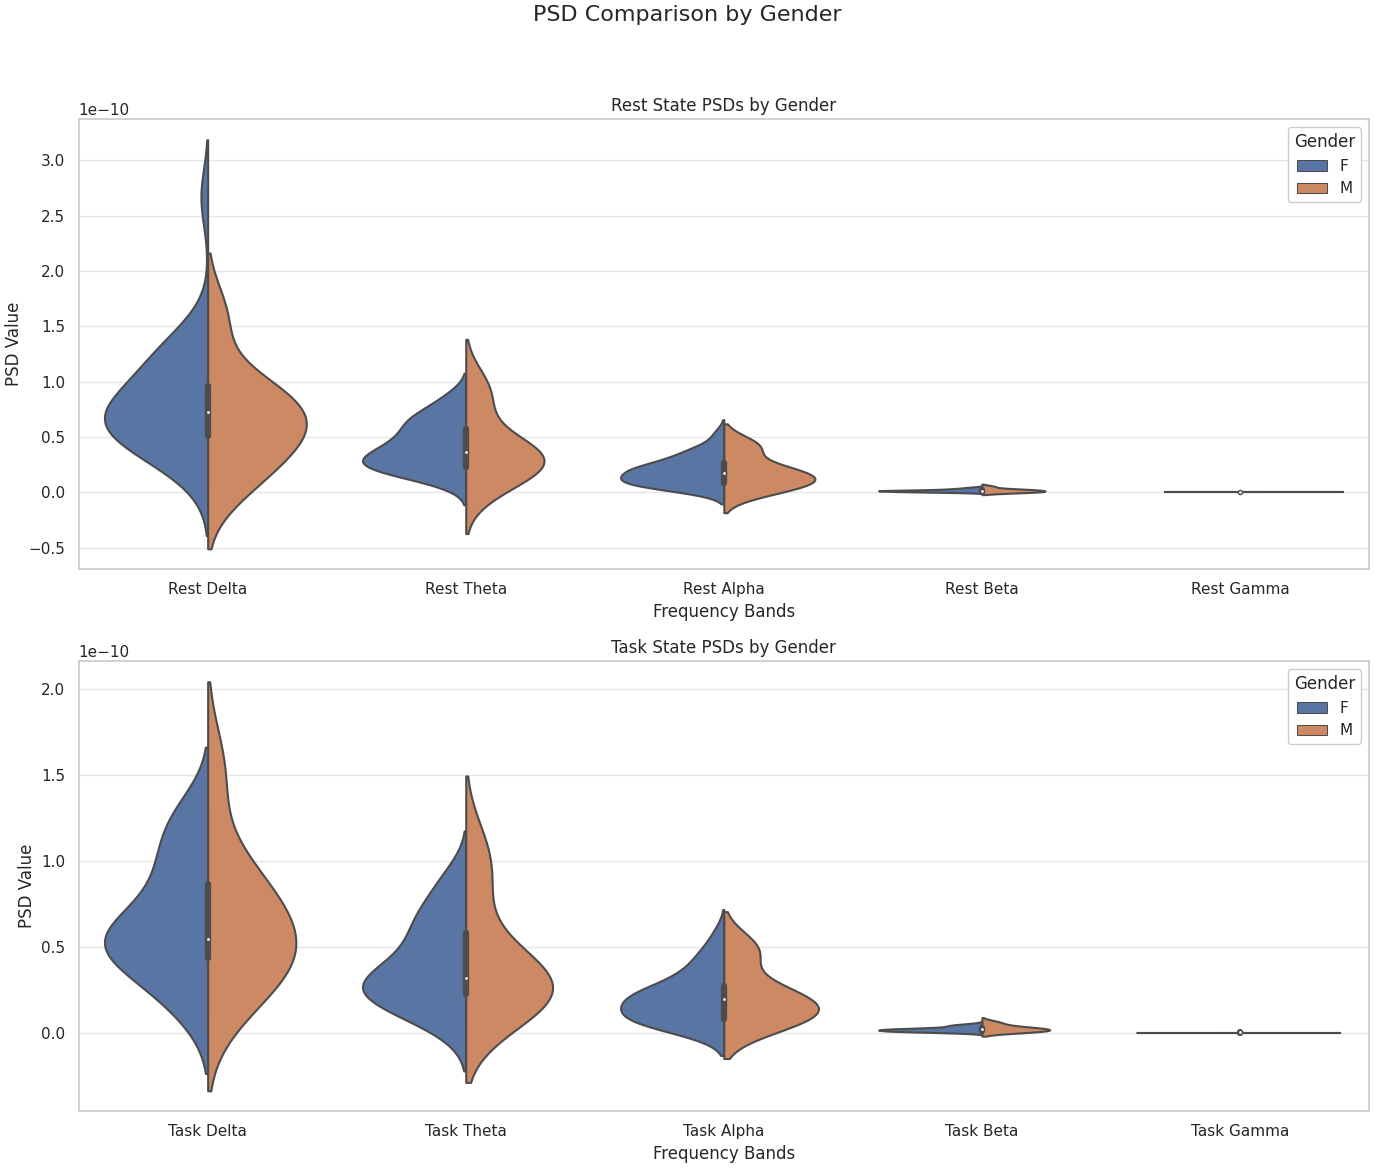 PSD Comparison by Gender
Rest State PSDs by Gender
1e−10
Gender
F
M
3.0
2.5
2.0
1.5
1.0
0.5
0.0
−0.5
PSD Value
Rest Delta
Rest Theta
Rest Alpha
Rest Beta
Rest Gamma
Frequency Bands
Task State PSDs by Gender
1e−10
Gender
F
M
2.0
1.5
1.0
0.5
0.0
PSD Value
Task Delta
Task Theta
Task Alpha
Task Beta
Task Gamma
Frequency Bands